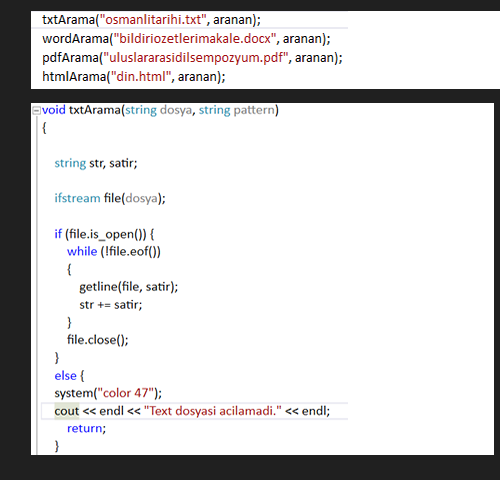 txtArama("osmanlitarihi.txt", aranan);
wordArama("bildiriozetlerimakale.docx", aranan);
pdfArama("uluslararasidilsempozyum.pdf", aranan);
htmlArama("din.html", aranan);
void txtArama(string dosya, string pattern)
{
string str, satir;
ifstream file(dosya);
if (file.is_open()) {
while (!file.eof())
{
getline(file, satir);
str += satir;
}
file.close();
}
else {
system("color 47");
cout << endl << "Text dosyasi acilamadi." << endl;
return;
}